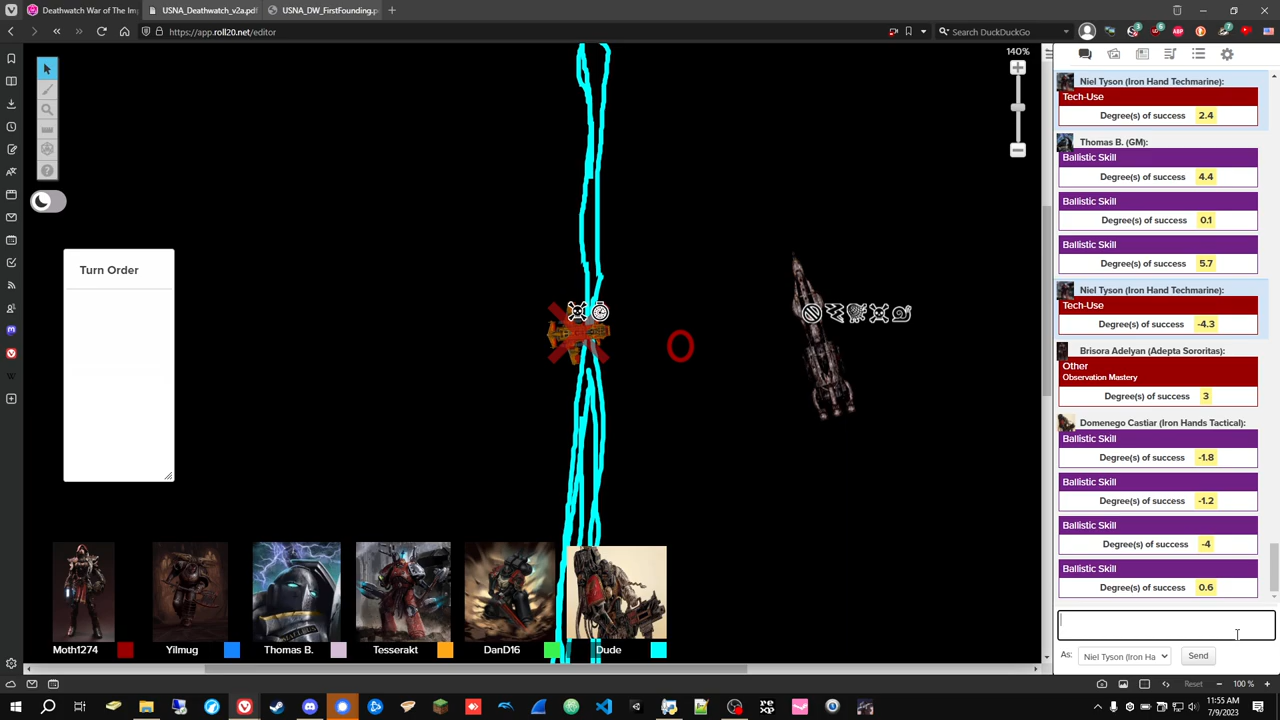 Deathwatch War of The Im
USNA_Deathwatch_v2a.pdf
USNA_DW_FirstFounding.p
https://app.roll20.net/editor
Search DuckDuckGo
140%
Turn Order
Moth1274
Yilmug
Thomas B.
Tesserakt
DanD16
Dude
Niel Tyson (Iron Hand Techmarine):
Tech-Use
Degree(s) of success 2.4
Thomas B. (GM):
Ballistic Skill
Degree(s) of success 4.4
Ballistic Skill
Degree(s) of success 0.1
Ballistic Skill
Degree(s) of success 5.7
Niel Tyson (Iron Hand Techmarine):
Tech-Use
Degree(s) of success -4.3
Brisora Adelyan (Adepta Sororitas):
Other
Observation Mastery
Degree(s) of success 3
Domenego Castiar (Iron Hands Tactical):
Ballistic Skill
Degree(s) of success -1.8
Ballistic Skill
Degree(s) of success -1.2
Ballistic Skill
Degree(s) of success -4
Ballistic Skill
Degree(s) of success 0.6
As: Niel Tyson (Iron Ha Send
Reset 100 %
11:55 AM
7/9/2023